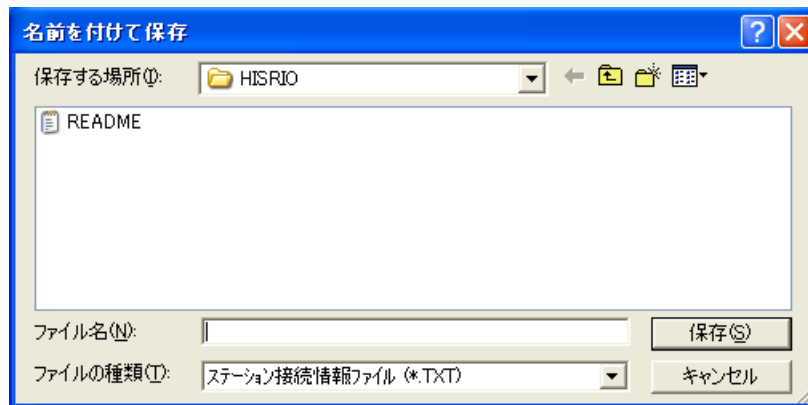 名前を付けて保存
保存する場所(I): HISRIO
README
ファイル名(N): 保存(S)
ファイルの種類(T): ステーション接続情報ファイル (*.TXT) キャンセル